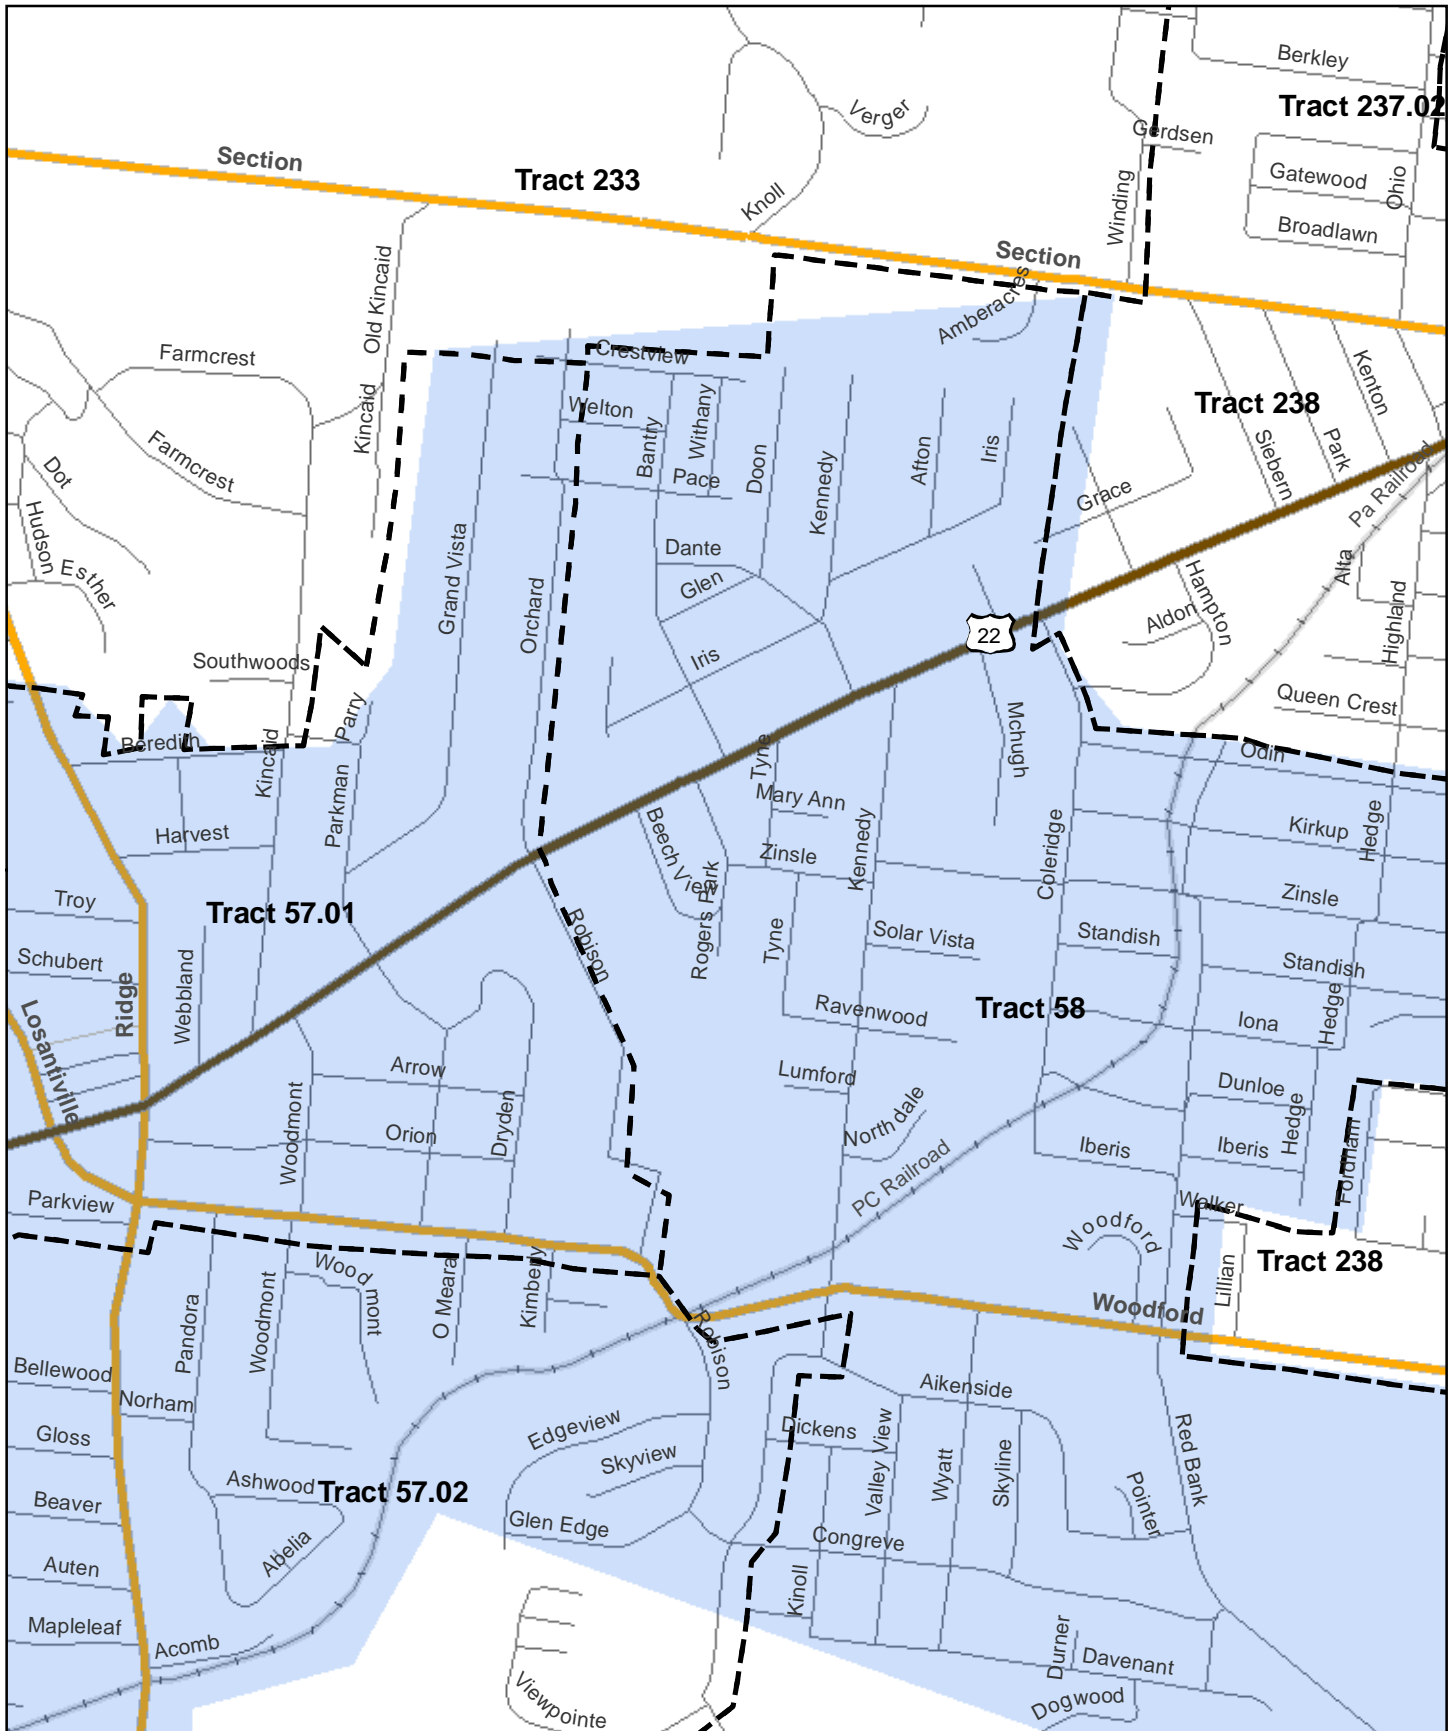 Berkley
Tract 237.02
Verger
Gerdsen
Section
Tract 233
Gatewood
Ohio
Knoll
Winding
Broadlawn
Section
Old Kincaid
Amberacres
Farmcrest
Crestview
Kenton
Kincaid
Welton
Withany
Tract 238
Farmcrest
Bantry
Doon
Kennedy
Afton
Iris
Siebern
Park
Dot
Pace
Grace
Pa Railroad
Hudson
Esther
Grand Vista
Orchard
Dante
Glen
Alta
Hampton
Aldon
Highland
22
Southwoods
Iris
Queen Crest
Parry
Beredith
Kincaid
Tyne
Mchugh
Odin
Parkman
Mary Ann
Harvest
Beech View
Zinsle
Kennedy
Coleridge
Kirkup
Hedge
Troy
Tract 57.01
Rogers Park
Zinsle
Robison
Tyne
Solar Vista
Standish
Schubert
Webbland
Standish
Losantiville
Ridge
Ravenwood
Tract 58
Iona
Hedge
Arrow
Lumford
Dunloe
Woodmont
Orion
Dryden
Northdale
Iberis
Iberis
Hedge
Fordham
Parkview
PC Railroad
Walker
Woodford
Wood mont
O Meara
Kimberly
Tract 238
Lillian
Pandora
Woodmont
Robison
Woodford
Bellewood
Norham
Aikenside
Gloss
Edgeview
Dickens
Valley View
Wyatt
Skyline
Red Bank
Skyview
Ashwood
Tract 57.02
Pointer
Beaver
Glen Edge
Abelia
Congreve
Auten
Kinoll
Mapleleaf
Acomb
Durner
Davenant
Viewpointe
Dogwood